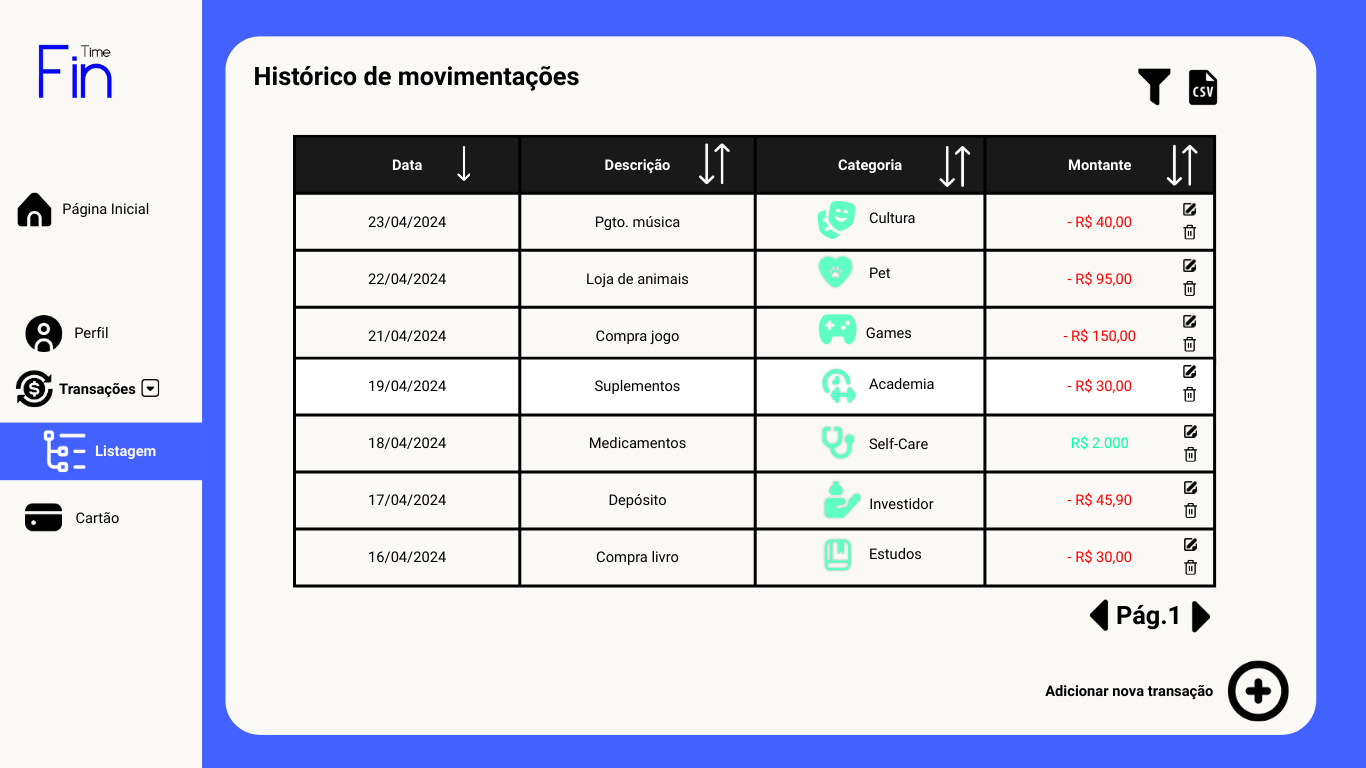 Time
Fin
Página Inicial
Perfil
Transações
Listagem
Cartão
Histórico de movimentações
CSV
Data Descrição Categoria Montante
23/04/2024 Pgto. música Cultura - R$ 40,00
22/04/2024 Loja de animais Pet - R$ 95,00
21/04/2024 Compra jogo Games - R$ 150,00
19/04/2024 Suplementos Academia - R$ 30,00
18/04/2024 Medicamentos Self-Care R$ 2.000
17/04/2024 Depósito Investidor - R$ 45,90
16/04/2024 Compra livro Estudos - R$ 30,00
Pág.1
Adicionar nova transação